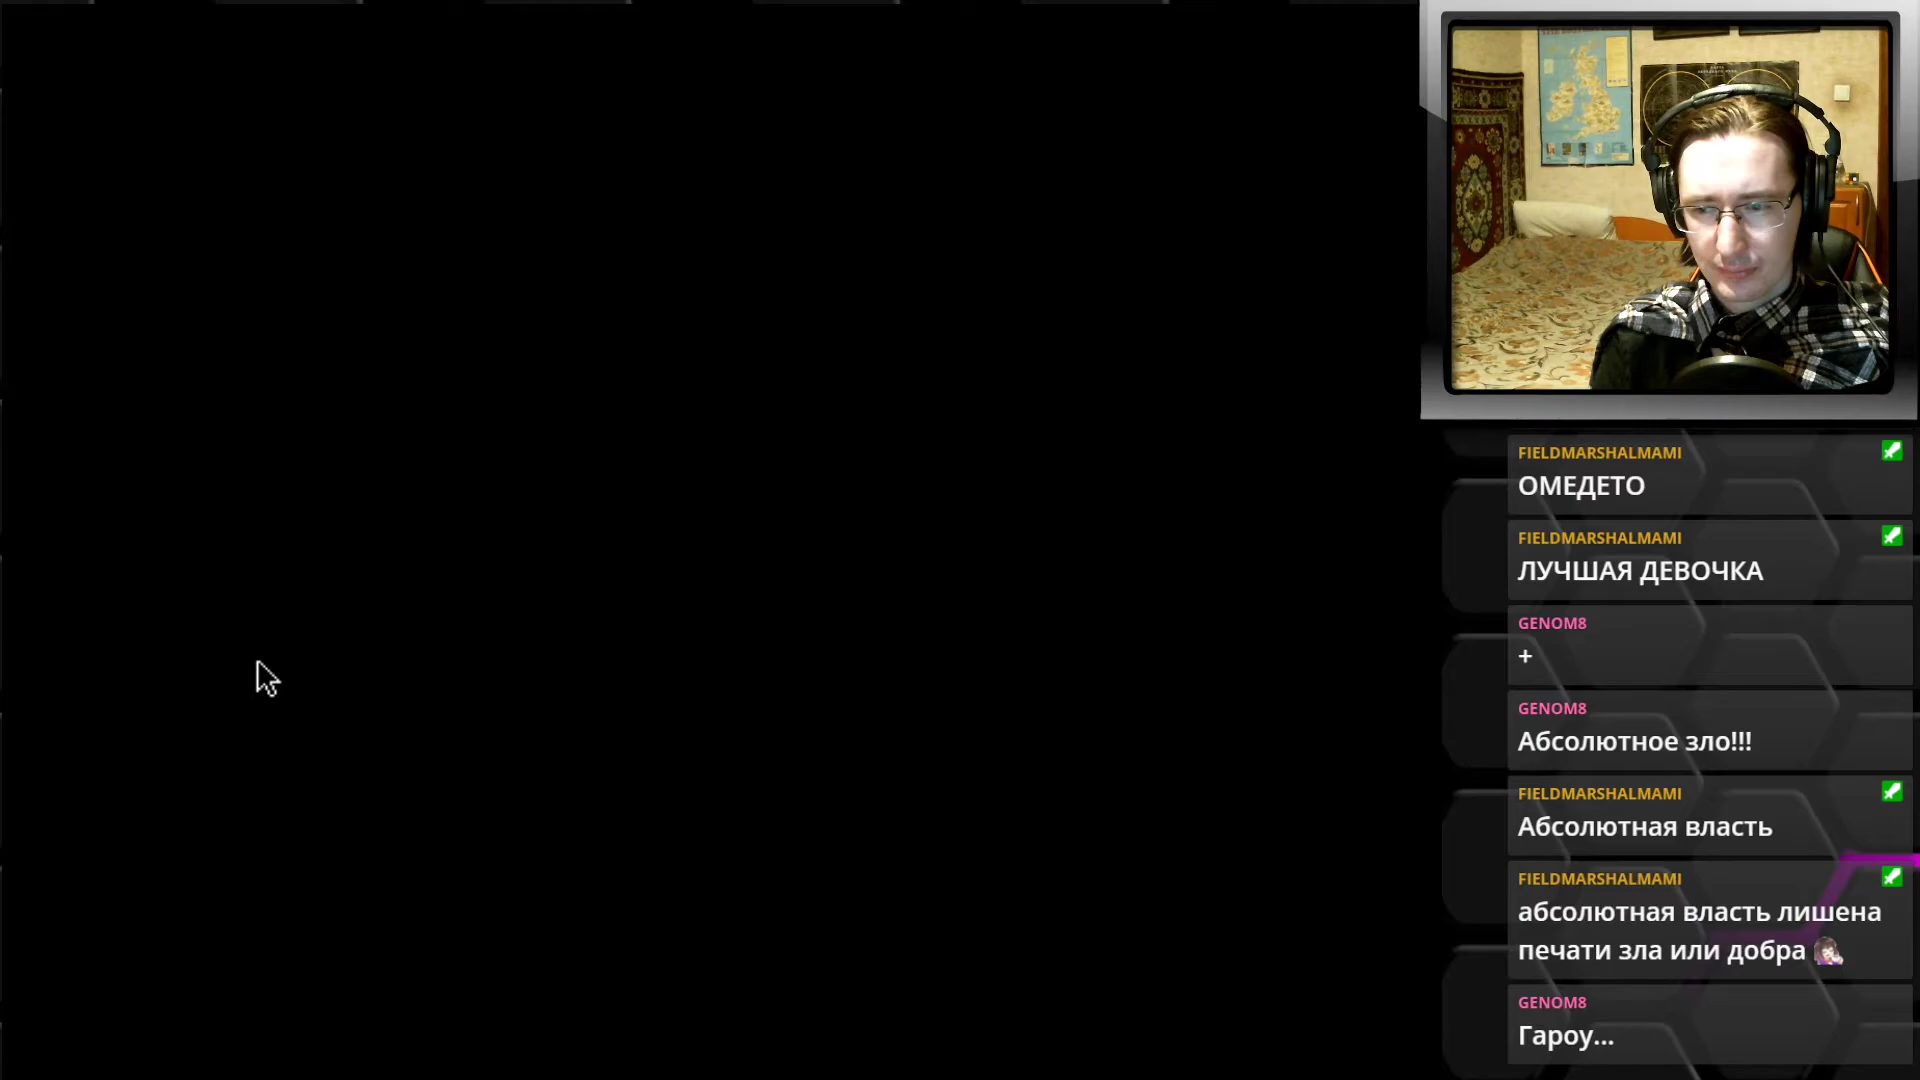 FIELDMARSHALMAMI
ОМЕДЕТО
FIELDMARSHALMAMI
ЛУЧШАЯ ДЕВОЧКА
GENOM8
+
GENOM8
Абсолютное зло!!!
FIELDMARSHALMAMI
Абсолютная власть
FIELDMARSHALMAMI
абсолютная власть лишена
печати зла или добра
GENOM8
Гароу...